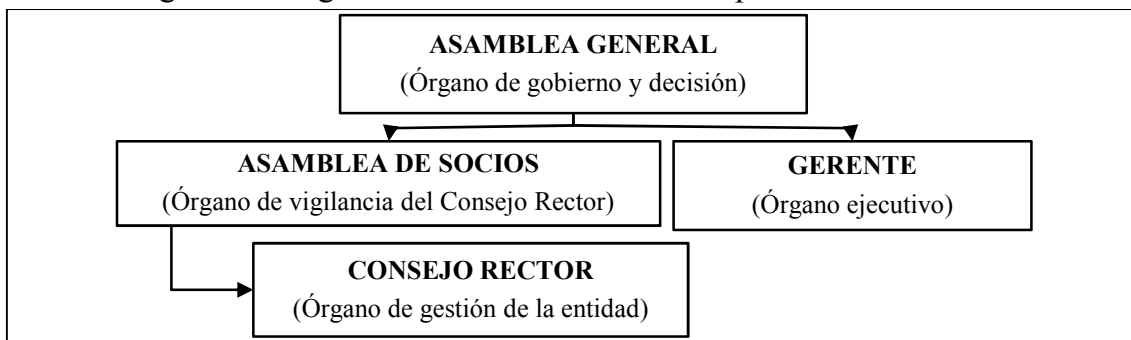 ASAMBLEA GENERAL
(Órgano de gobierno y decisión)
ASAMBLEA DE SOCIOS
(Órgano de vigilancia del Consejo Rector)
GERENTE
(Órgano ejecutivo)
CONSEJO RECTOR
(Órgano de gestión de la entidad)